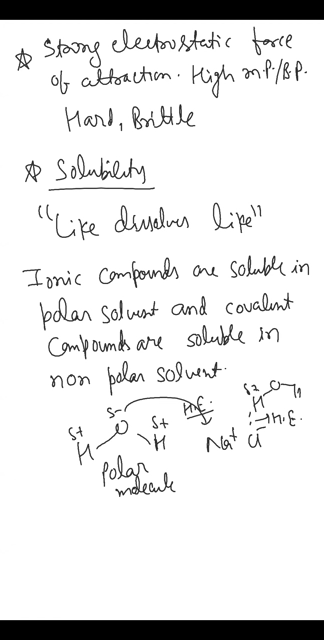 ☆ Strong electrostatic force
of attraction. High m.p./B.P.
Hard, Brittle
☆ Solubility
"Like dissolves like"
Ionic compounds are soluble in
polar solvent and covalent
compounds are soluble in
non polar solvent.
δ- H.E. δ+ O H
δ+ O δ+ H H.E.
H H Na+ Cl-
Polar
molecule